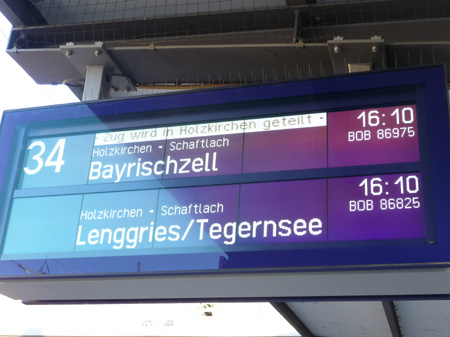 - Zug wird in Holzkirchen geteilt -
34
Holzkirchen - Schaftlach
16:10
Bayrischzell
BOB 86975
Holzkirchen - Schaftlach
16:10
Lenggries/Tegernsee
BOB 86825